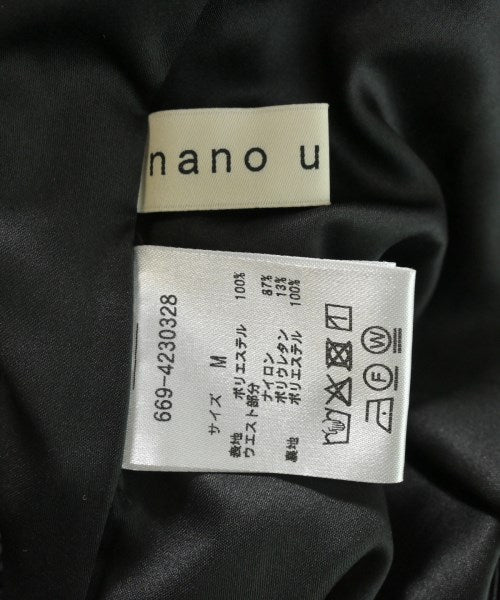 nano u
669-4230328
サイズ M
表地 ポリエステル 100%
ウエスト部分
ナイロン 87%
ポリウレタン 13%
裏地 ポリエステル 100%
F W